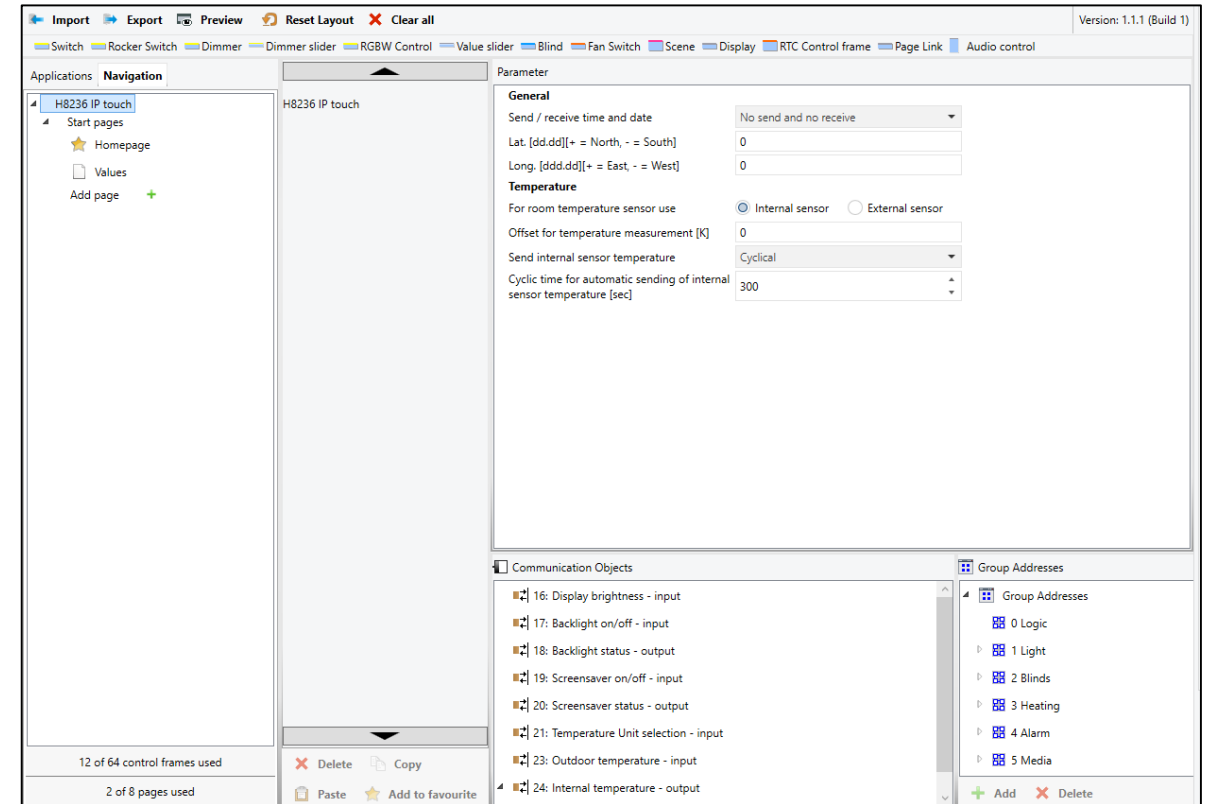 Import Export Preview Reset Layout Clear all Version: 1.1.1 (Build 1)
Switch Rocker Switch Dimmer Dimmer slider RGBW Control Value slider Blind Fan Switch Scene Display RTC Control frame Page Link Audio control
Applications Navigation
H8236 IP touch
Start pages
Homepage
Values
Add page
12 of 64 control frames used
2 of 8 pages used
H8236 IP touch
Delete Copy
Paste Add to favourite
Parameter
General
Send / receive time and date No send and no receive
Lat. [dd.dd][+ = North, - = South] 0
Long. [ddd.dd][+ = East, - = West] 0
Temperature
For room temperature sensor use Internal sensor External sensor
Offset for temperature measurement [K] 0
Send internal sensor temperature Cyclical
Cyclic time for automatic sending of internal
sensor temperature [sec] 300
Communication Objects
16: Display brightness - input
17: Backlight on/off - input
18: Backlight status - output
19: Screensaver on/off - input
20: Screensaver status - output
21: Temperature Unit selection - input
23: Outdoor temperature - input
24: Internal temperature - output
Group Addresses
Group Addresses
0 Logic
1 Light
2 Blinds
3 Heating
4 Alarm
5 Media
Add Delete